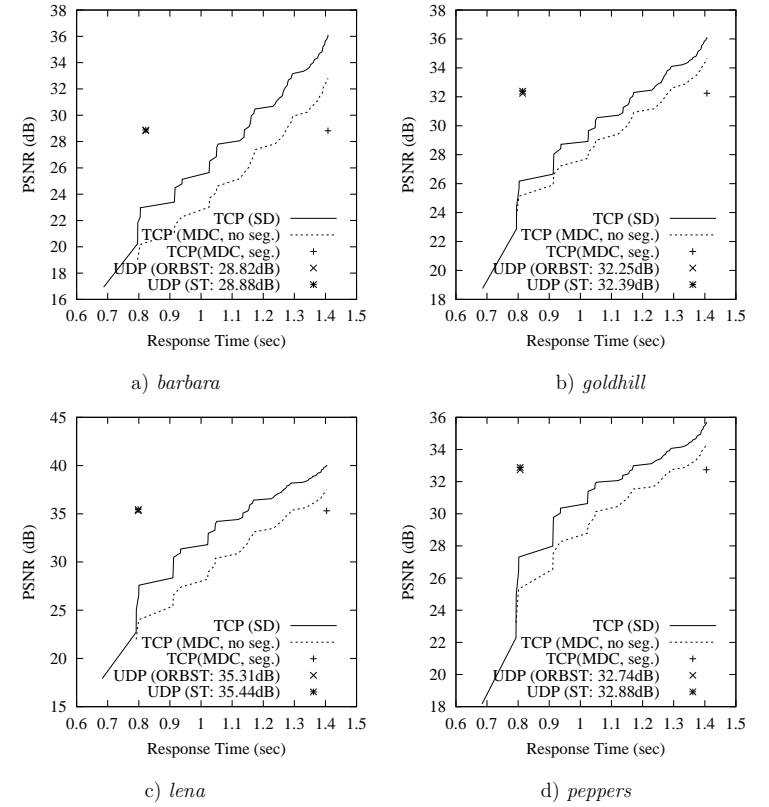 38
36
34
32
30
28
26
24
22
20
18
16
0.6 0.7 0.8 0.9 1 1.1 1.2 1.3 1.4 1.5
PSNR (dB)
Response Time (sec)
TCP (SD)
TCP (MDC, no seg.)
TCP(MDC, seg.)
UDP (ORBST: 28.82dB)
UDP (ST: 28.88dB)
a) barbara
38
36
34
32
30
28
26
24
22
20
18
0.6 0.7 0.8 0.9 1 1.1 1.2 1.3 1.4 1.5
PSNR (dB)
Response Time (sec)
TCP (SD)
TCP (MDC, no seg.)
TCP(MDC, seg.)
UDP (ORBST: 32.25dB)
UDP (ST: 32.39dB)
b) goldhill
45
40
35
30
25
20
15
0.6 0.7 0.8 0.9 1 1.1 1.2 1.3 1.4 1.5
PSNR (dB)
Response Time (sec)
TCP (SD)
TCP (MDC, no seg.)
TCP(MDC, seg.)
UDP (ORBST: 35.31dB)
UDP (ST: 35.44dB)
c) lena
36
34
32
30
28
26
24
22
20
18
0.6 0.7 0.8 0.9 1 1.1 1.2 1.3 1.4 1.5
PSNR (dB)
Response Time (sec)
TCP (SD)
TCP (MDC, no seg.)
TCP(MDC, seg.)
UDP (ORBST: 32.74dB)
UDP (ST: 32.88dB)
d) peppers